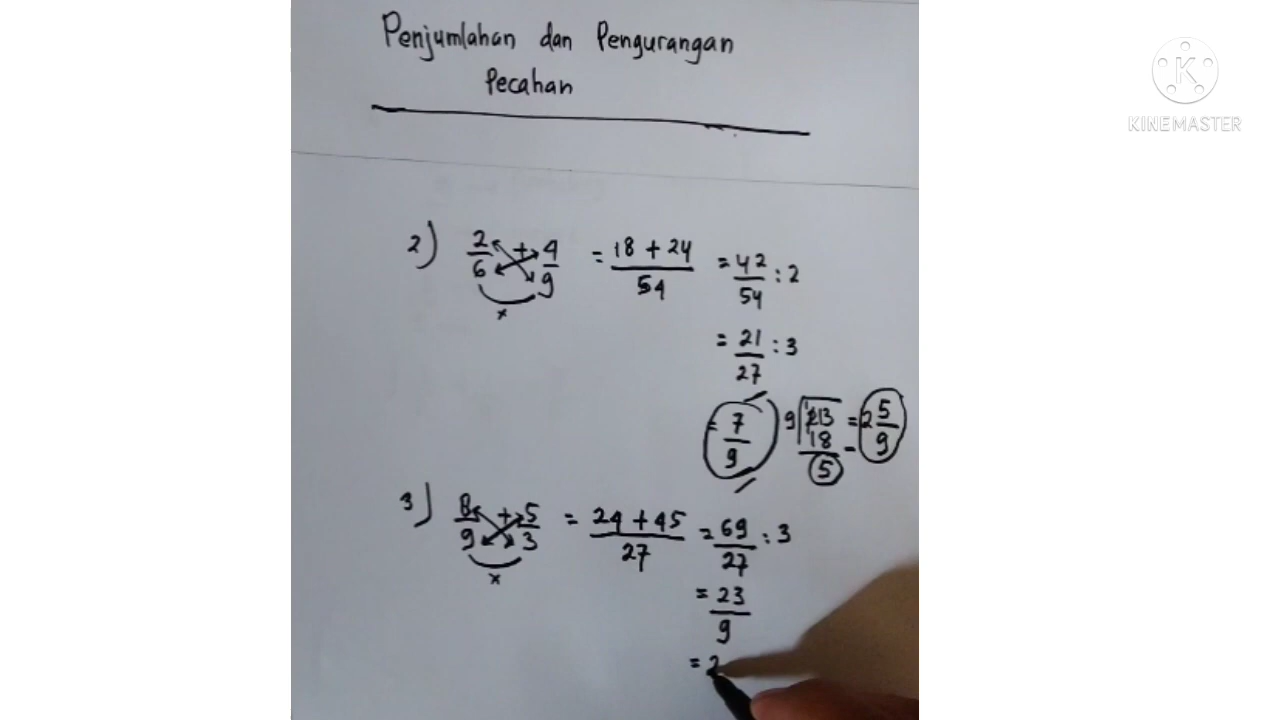 Penjumlahan dan Pengurangan
Pecahan
KINEMASTER
2) 2/6 + 4/9 = 18 + 24 / 54 = 42/54 : 2
x
= 21/27 : 3
= 7/9
9 23 = 2 5/9
18 -
5
3) 8/9 + 5/3 = 24 + 45 / 27 = 69/27 : 3
x
= 23/9
= 2